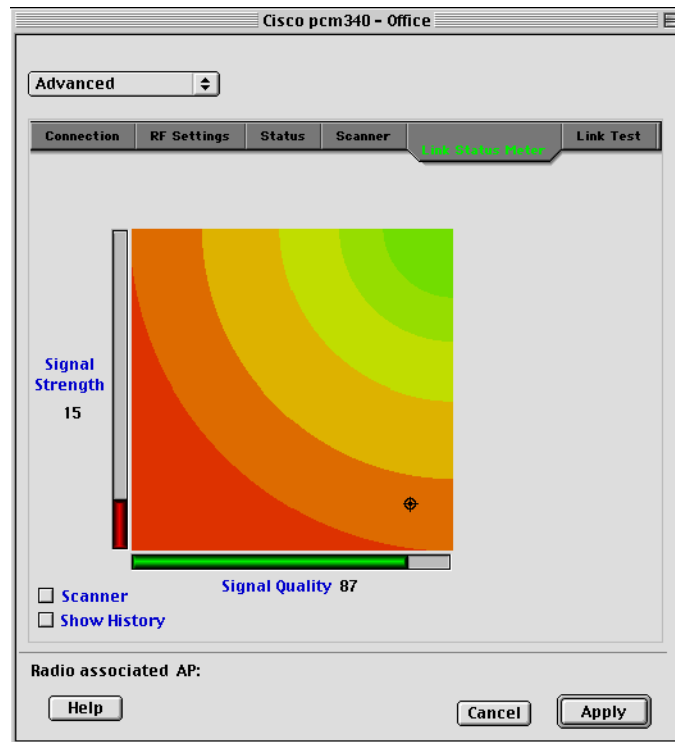 Cisco pcm340 - Office
Advanced
Connection RF Settings Status Scanner Link Status Meter Link Test
Signal
Strength
15
Signal Quality 87
Scanner
Show History
Radio associated AP:
Help Cancel Apply